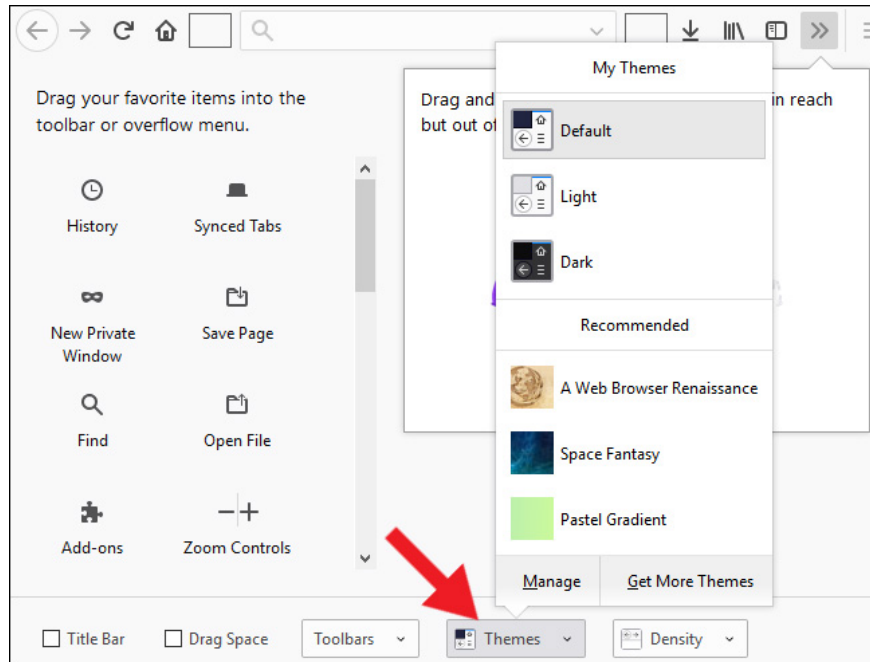 My Themes
Drag your favorite items into the
toolbar or overflow menu.
Drag and
in reach
but out of
Default
Light
Dark
History
Synced Tabs
New Private
Window
Save Page
Find
Open File
Add-ons
Zoom Controls
Recommended
A Web Browser Renaissance
Space Fantasy
Pastel Gradient
Manage
Get More Themes
Title Bar
Drag Space
Toolbars
Themes
Density